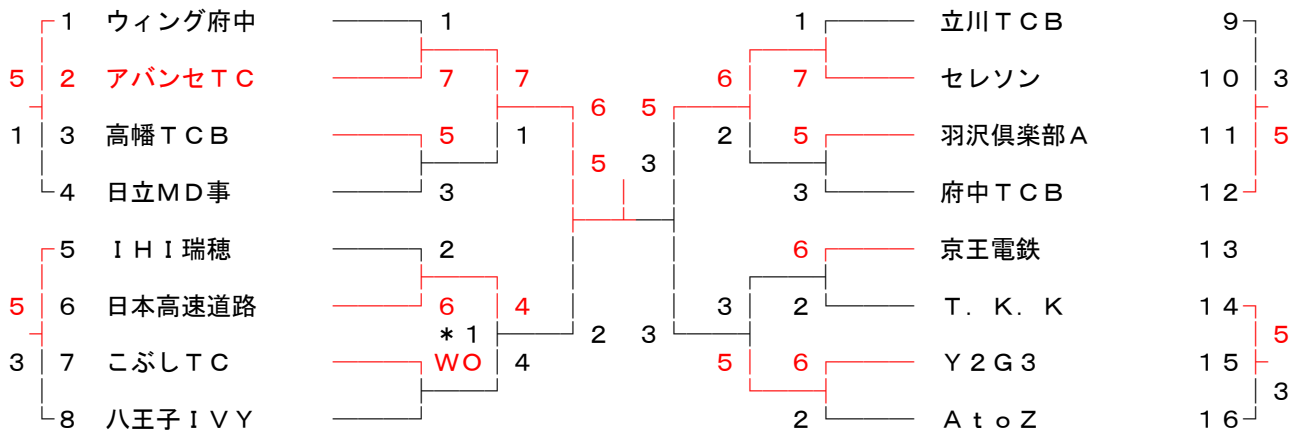 1 ウィング府中 1 1 立川ＴＣＢ 9
5 2 アバンセＴＣ 7 7 6 7 セレソン 10 3
6 5
1 3 高幡ＴＣＢ 5 1 2 5 羽沢倶楽部Ａ 11 5
5 3
4 日立ＭＤ事 3 3 府中ＴＣＢ 12
5 ＩＨＩ瑞穂 2 6 京王電鉄 13
5 6 日本高速道路 6 4 3 2 Ｔ．Ｋ．Ｋ 14
＊1 2 3 5
3 7 こぶしＴＣ ＷＯ 4 5 6 Ｙ２Ｇ３ 15
3
8 八王子ＩＶＹ 2 ＡｔｏＺ 16